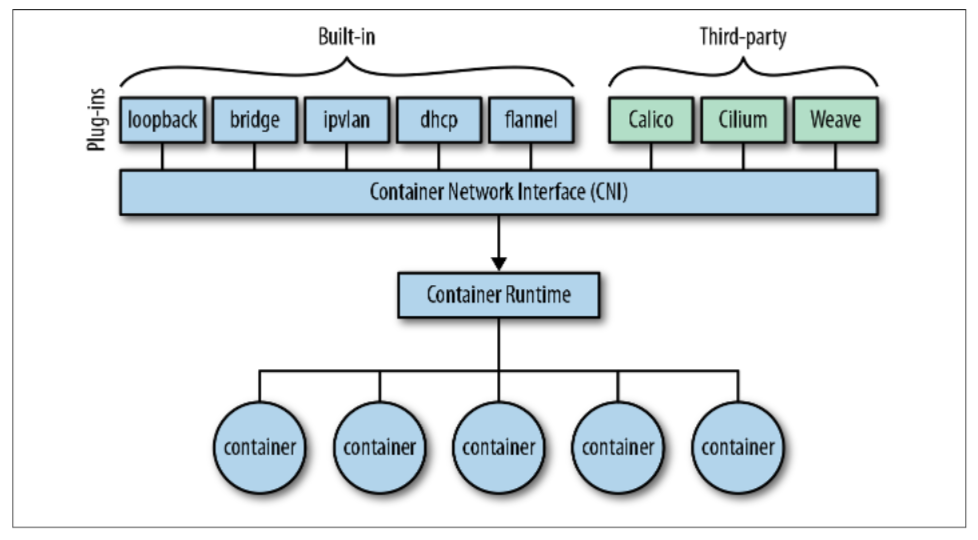 Built-in
Third-party
Plug-ins
loopback
bridge
ipvlan
dhcp
flannel
Calico
Cilium
Weave
Container Network Interface (CNI)
Container Runtime
container
container
container
container
container